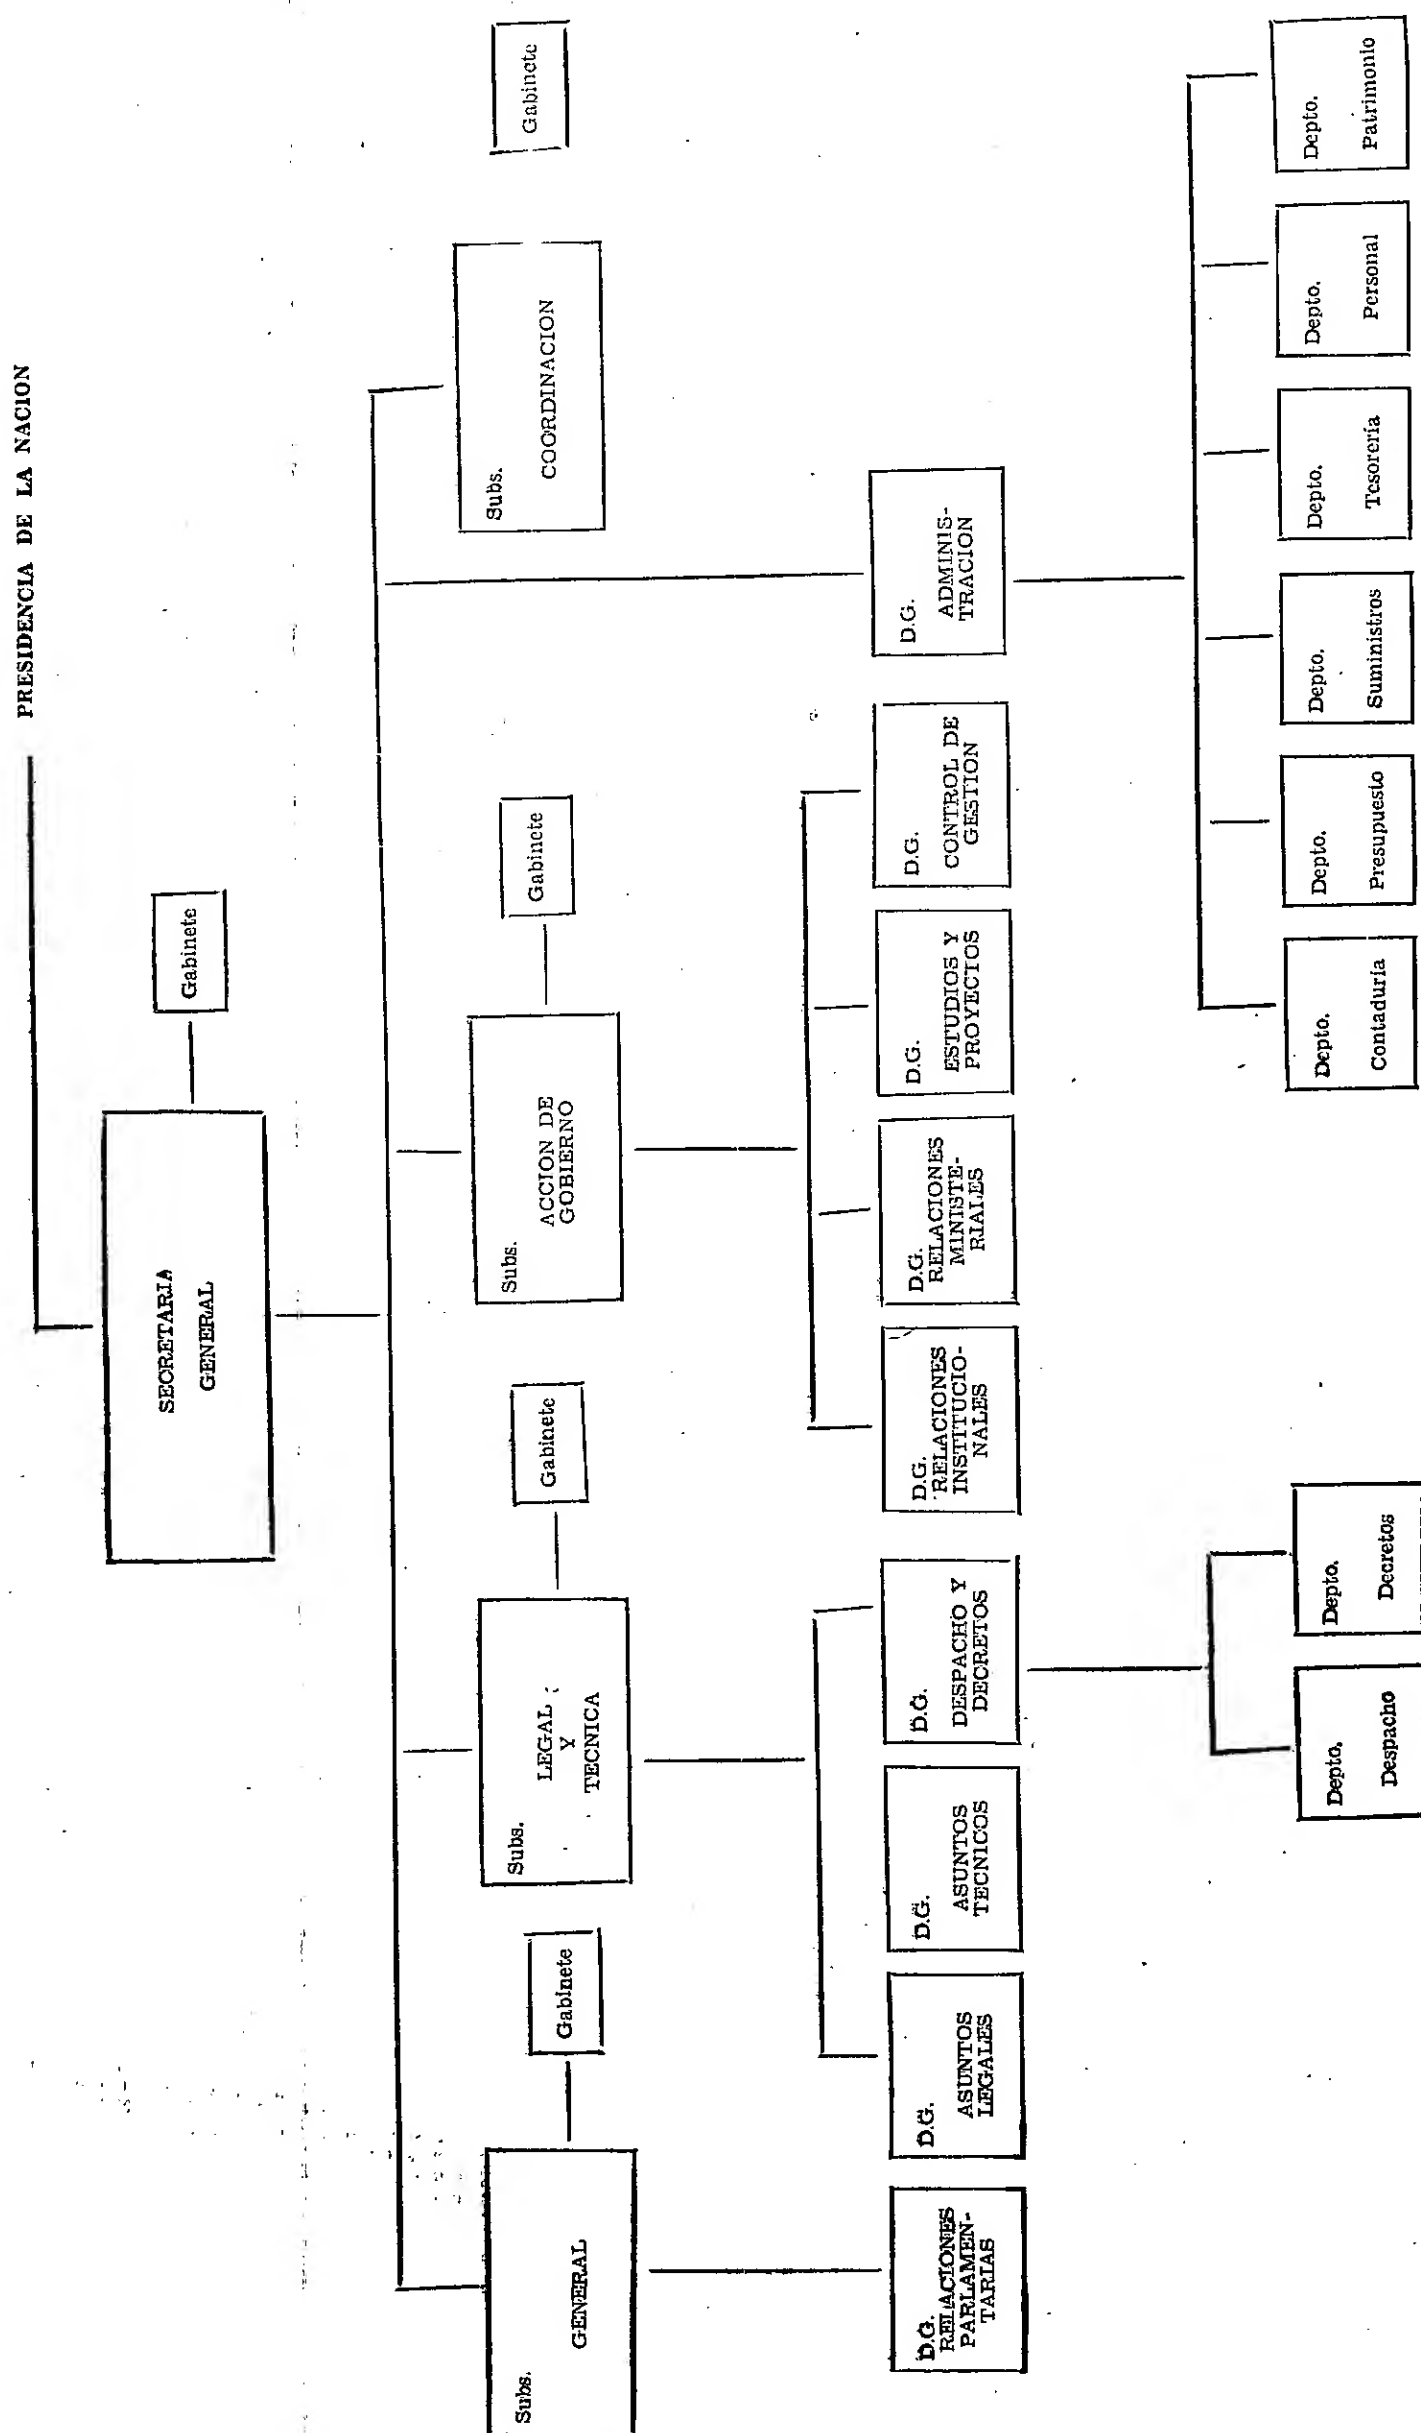 PRESIDENCIA DE LA NACION
SECRETARIA
GENERAL
Gabinete
Subs.
GENERAL
Gabinete
Subs.
LEGAL
Y
TECNICA
Gabinete
Subs.
ACCION DE
GOBIERNO
Gabinete
Subs.
COORDINACION
Gabinete
D.G.
RELACIONES
PARLAMEN-
TARIAS
D.G.
ASUNTOS
LEGALES
D.G.
ASUNTOS
TECNICOS
D.G.
DESPACHO Y
DECRETOS
D.G.
RELACIONES
INSTITUCIO-
NALES
D.G.
RELACIONES
MINISTE-
RIALES
D.G.
ESTUDIOS Y
PROYECTOS
D.G.
CONTROL DE
GESTION
D.G.
ADMINIS-
TRACION
Depto.
Despacho
Depto.
Decretos
Depto.
Contaduría
Depto.
Presupuesto
Depto.
Suministros
Depto.
Tesorería
Depto.
Personal
Depto.
Patrimonio